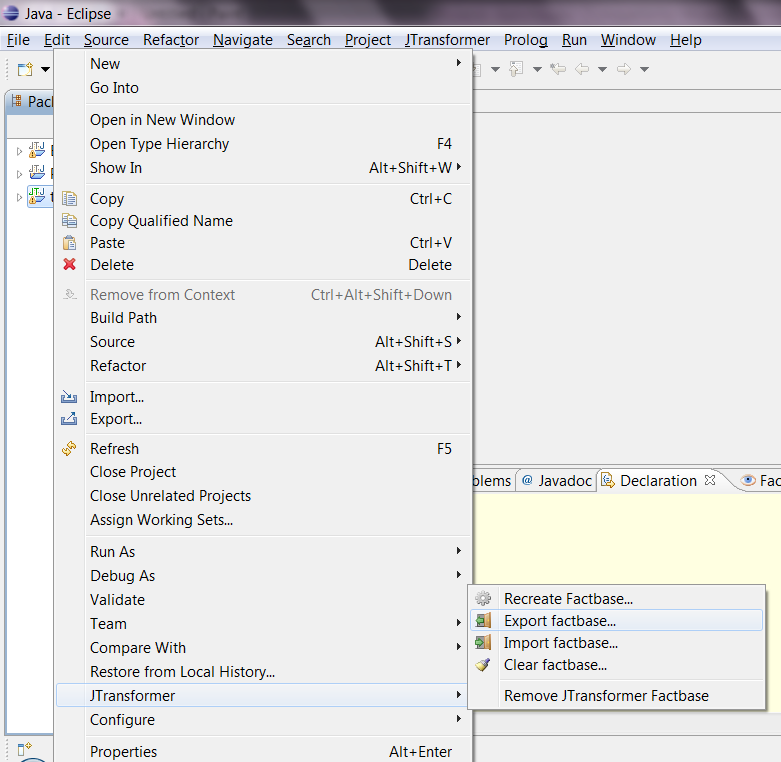 Java - Eclipse
File Edit Source Refactor Navigate Search Project JTransformer Prolog Run Window Help
New
Go Into
Open in New Window
Open Type Hierarchy F4
Show In Alt+Shift+W
Copy Ctrl+C
Copy Qualified Name
Paste Ctrl+V
Delete Delete
Remove from Context Ctrl+Alt+Shift+Down
Build Path
Source Alt+Shift+S
Refactor Alt+Shift+T
Import...
Export...
Refresh F5
Close Project
Close Unrelated Projects
Assign Working Sets...
Run As
Debug As
Validate
Team
Compare With
Restore from Local History...
JTransformer
Configure
Properties Alt+Enter
Pacl
blems @ Javadoc Declaration Fac
Recreate Factbase...
Export factbase...
Import factbase...
Clear factbase...
Remove JTransformer Factbase